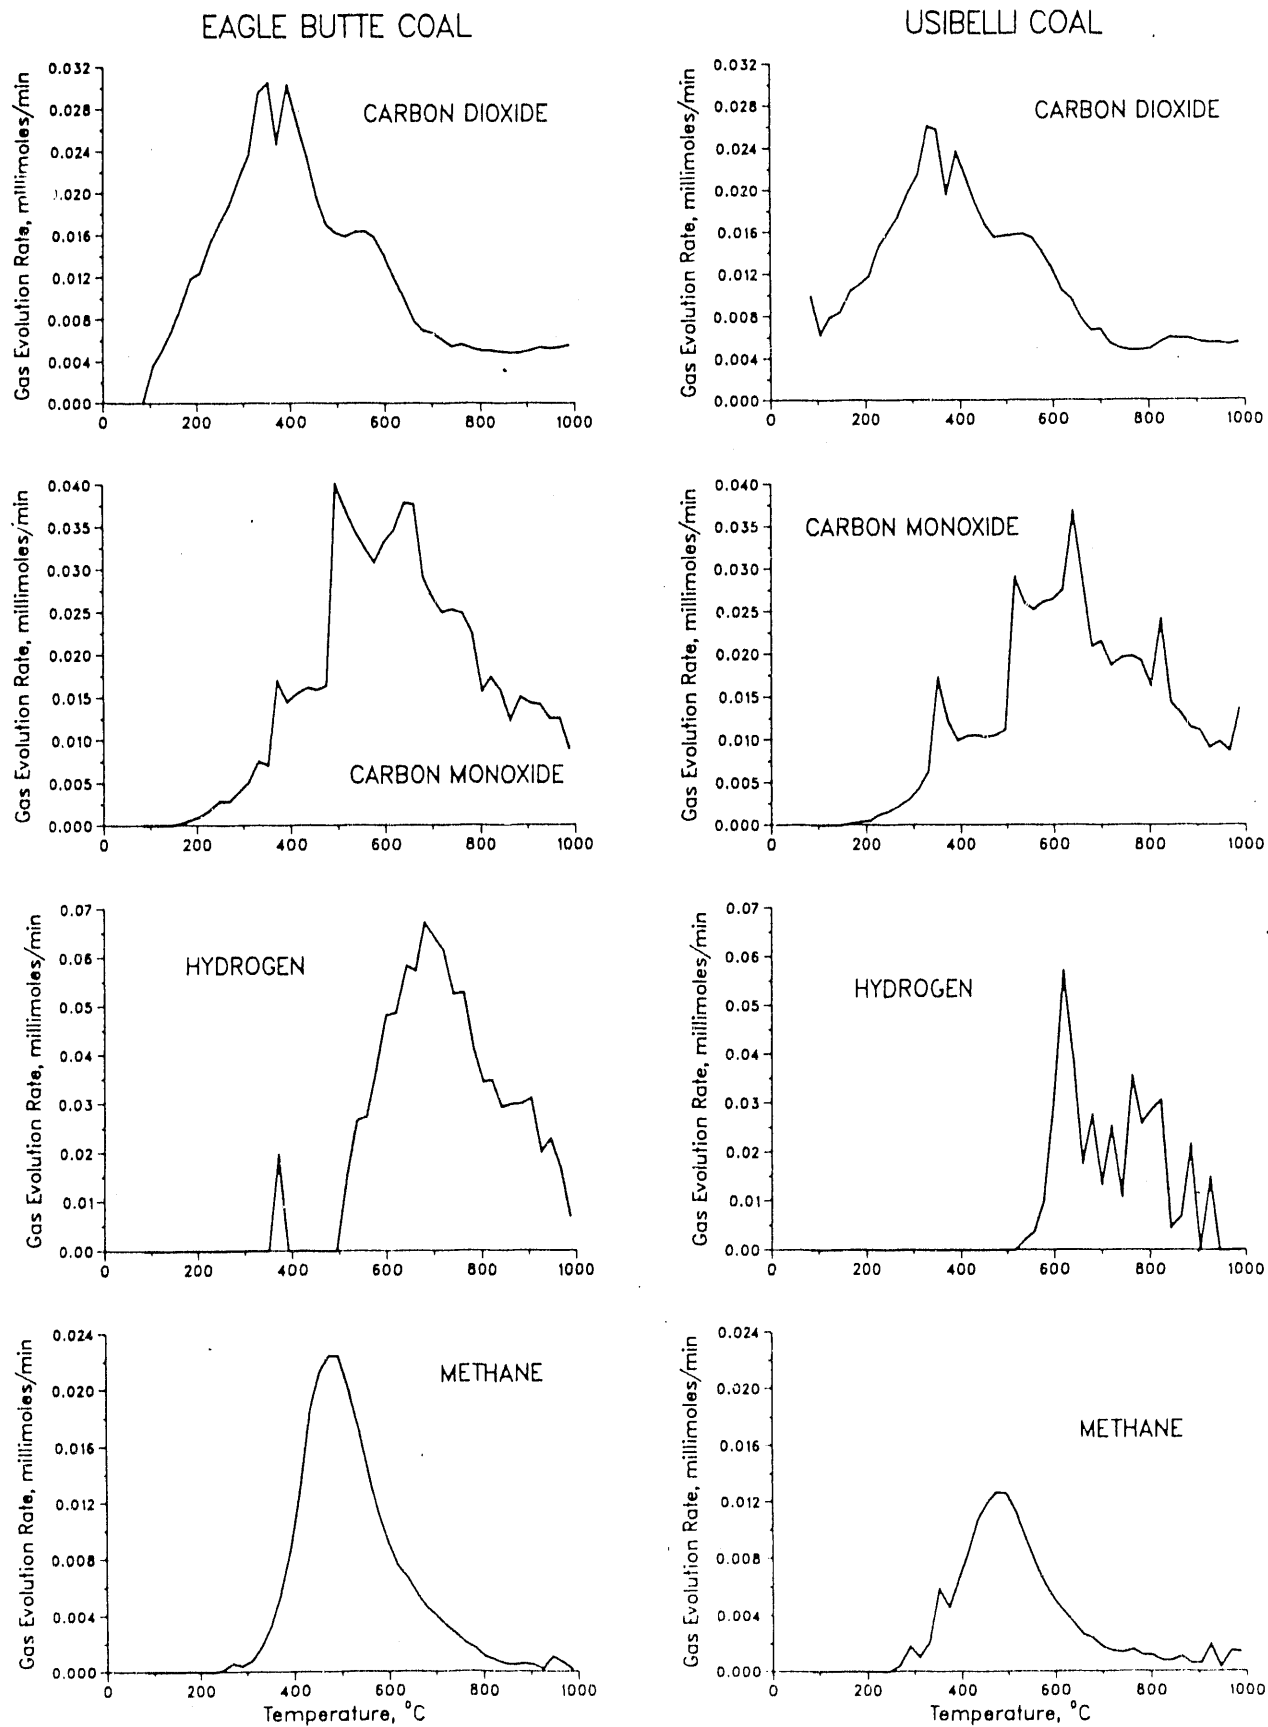 EAGLE BUTTE COAL
USIBELLI COAL
Gas Evolution Rate, millimoles/min
0.032
0.028
0.024
0.020
0.016
0.012
0.008
0.004
0.000
CARBON DIOXIDE
0 200 400 600 800 1000
Gas Evolution Rate, millimoles/min
0.032
0.028
0.024
0.020
0.016
0.012
0.008
0.004
0.000
CARBON DIOXIDE
0 200 400 600 800 1000
Gas Evolution Rate, millimoles/min
0.040
0.035
0.030
0.025
0.020
0.015
0.010
0.005
0.000
CARBON MONOXIDE
0 200 400 600 800 1000
Gas Evolution Rate, millimoles/min
0.040
0.035
0.030
0.025
0.020
0.015
0.010
0.005
0.000
CARBON MONOXIDE
0 200 400 600 800 1000
Gas Evolution Rate, millimoles/min
0.07
0.06
0.05
0.04
0.03
0.02
0.01
0.00
HYDROGEN
0 200 400 600 800 1000
Gas Evolution Rate, millimoles/min
0.07
0.06
0.05
0.04
0.03
0.02
0.01
0.00
HYDROGEN
0 200 400 600 800 1000
Gas Evolution Rate, millimoles/min
0.024
0.020
0.016
0.012
0.008
0.004
0.000
METHANE
0 200 400 600 800 1000
Temperature, °C
Gas Evolution Rate, millimoles/min
0.024
0.020
0.016
0.012
0.008
0.004
0.000
METHANE
0 200 400 600 800 1000
Temperature, °C